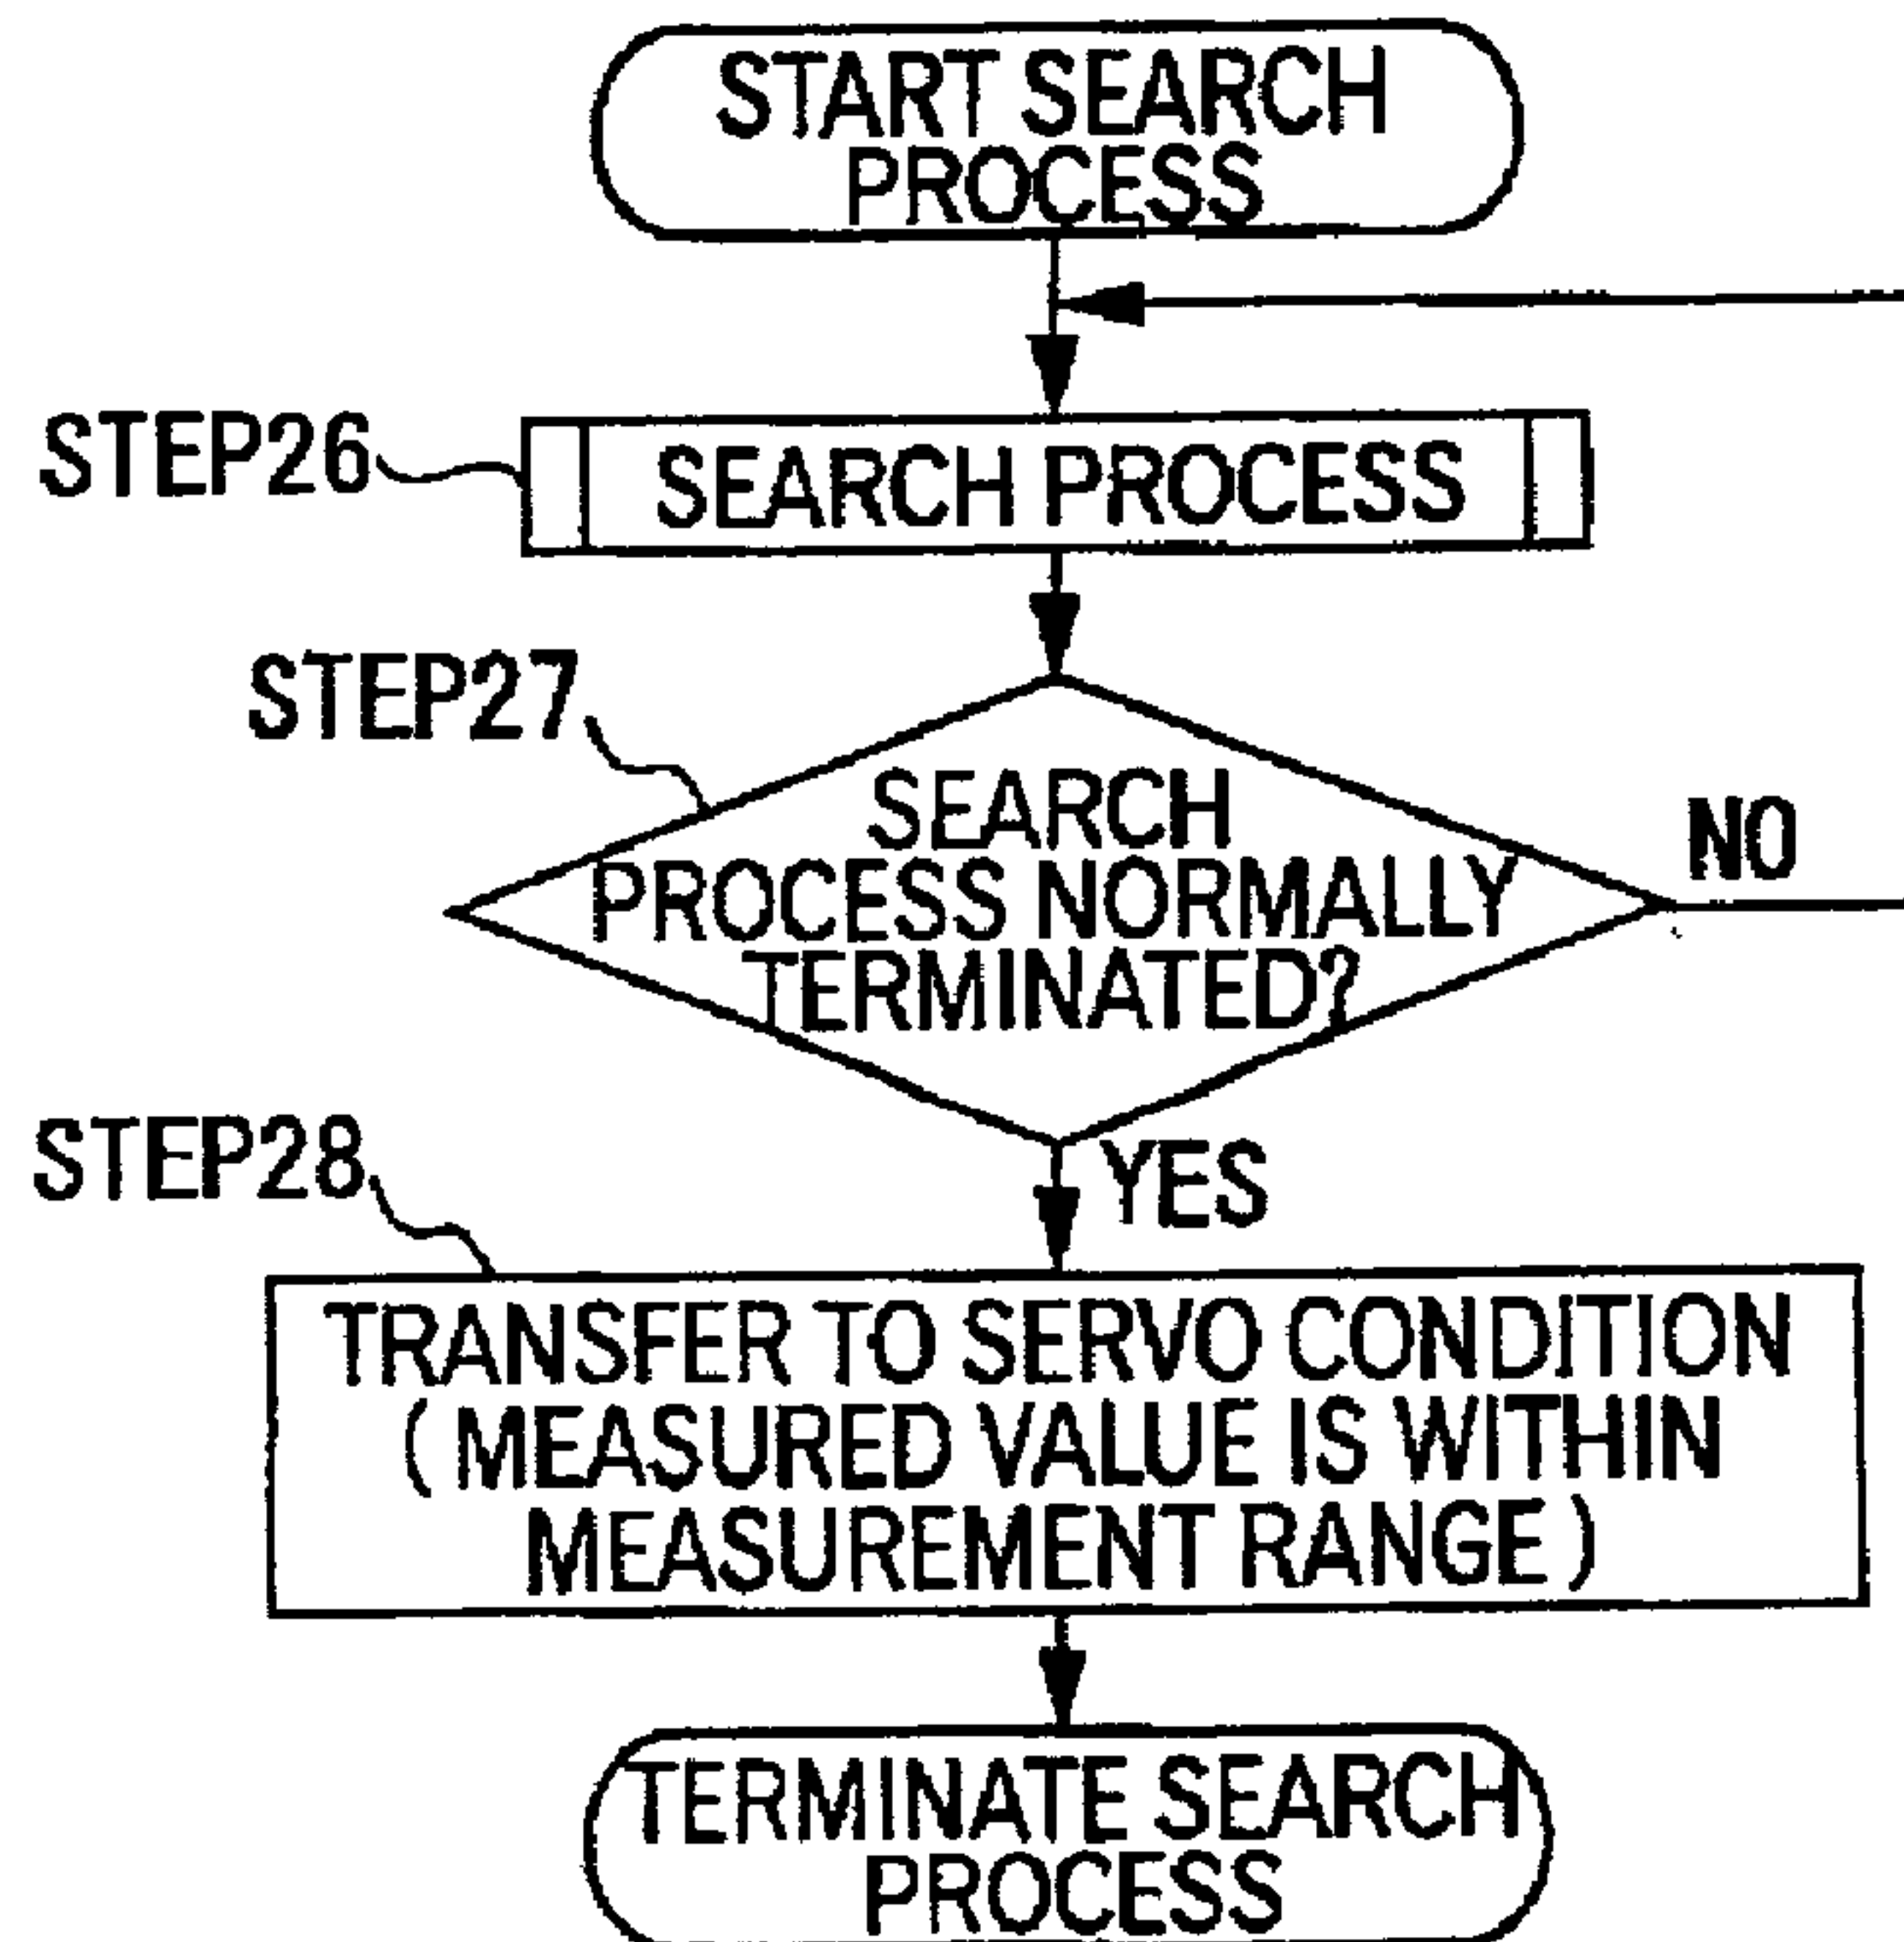 START SEARCH
PROCESS
STEP26
SEARCH PROCESS
STEP27
SEARCH
PROCESS NORMALLY
TERMINATED?
NO
STEP28
YES
TRANSFER TO SERVO CONDITION
(MEASURED VALUE IS WITHIN
MEASUREMENT RANGE)
TERMINATE SEARCH
PROCESS